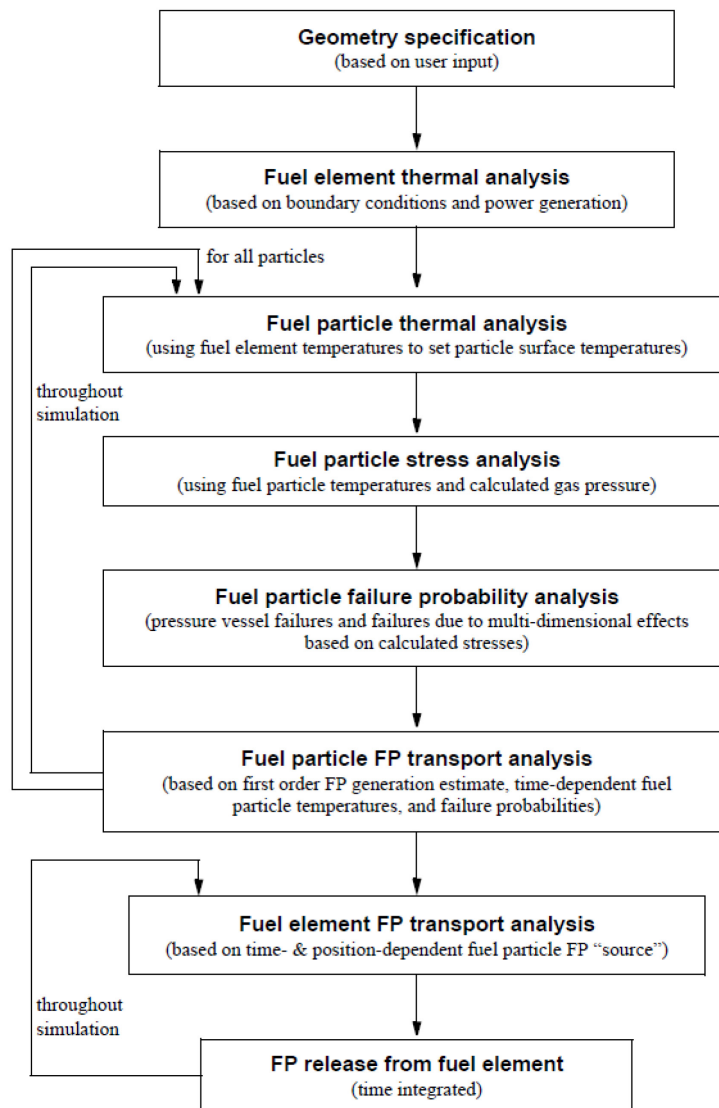 Geometry specification
(based on user input)
Fuel element thermal analysis
(based on boundary conditions and power generation)
for all particles
Fuel particle thermal analysis
(using fuel element temperatures to set particle surface temperatures)
throughout
simulation
Fuel particle stress analysis
(using fuel particle temperatures and calculated gas pressure)
Fuel particle failure probability analysis
(pressure vessel failures and failures due to multi-dimensional effects
based on calculated stresses)
Fuel particle FP transport analysis
(based on first order FP generation estimate, time-dependent fuel
particle temperatures, and failure probabilities)
Fuel element FP transport analysis
(based on time- & position-dependent fuel particle FP “source”)
throughout
simulation
FP release from fuel element
(time integrated)